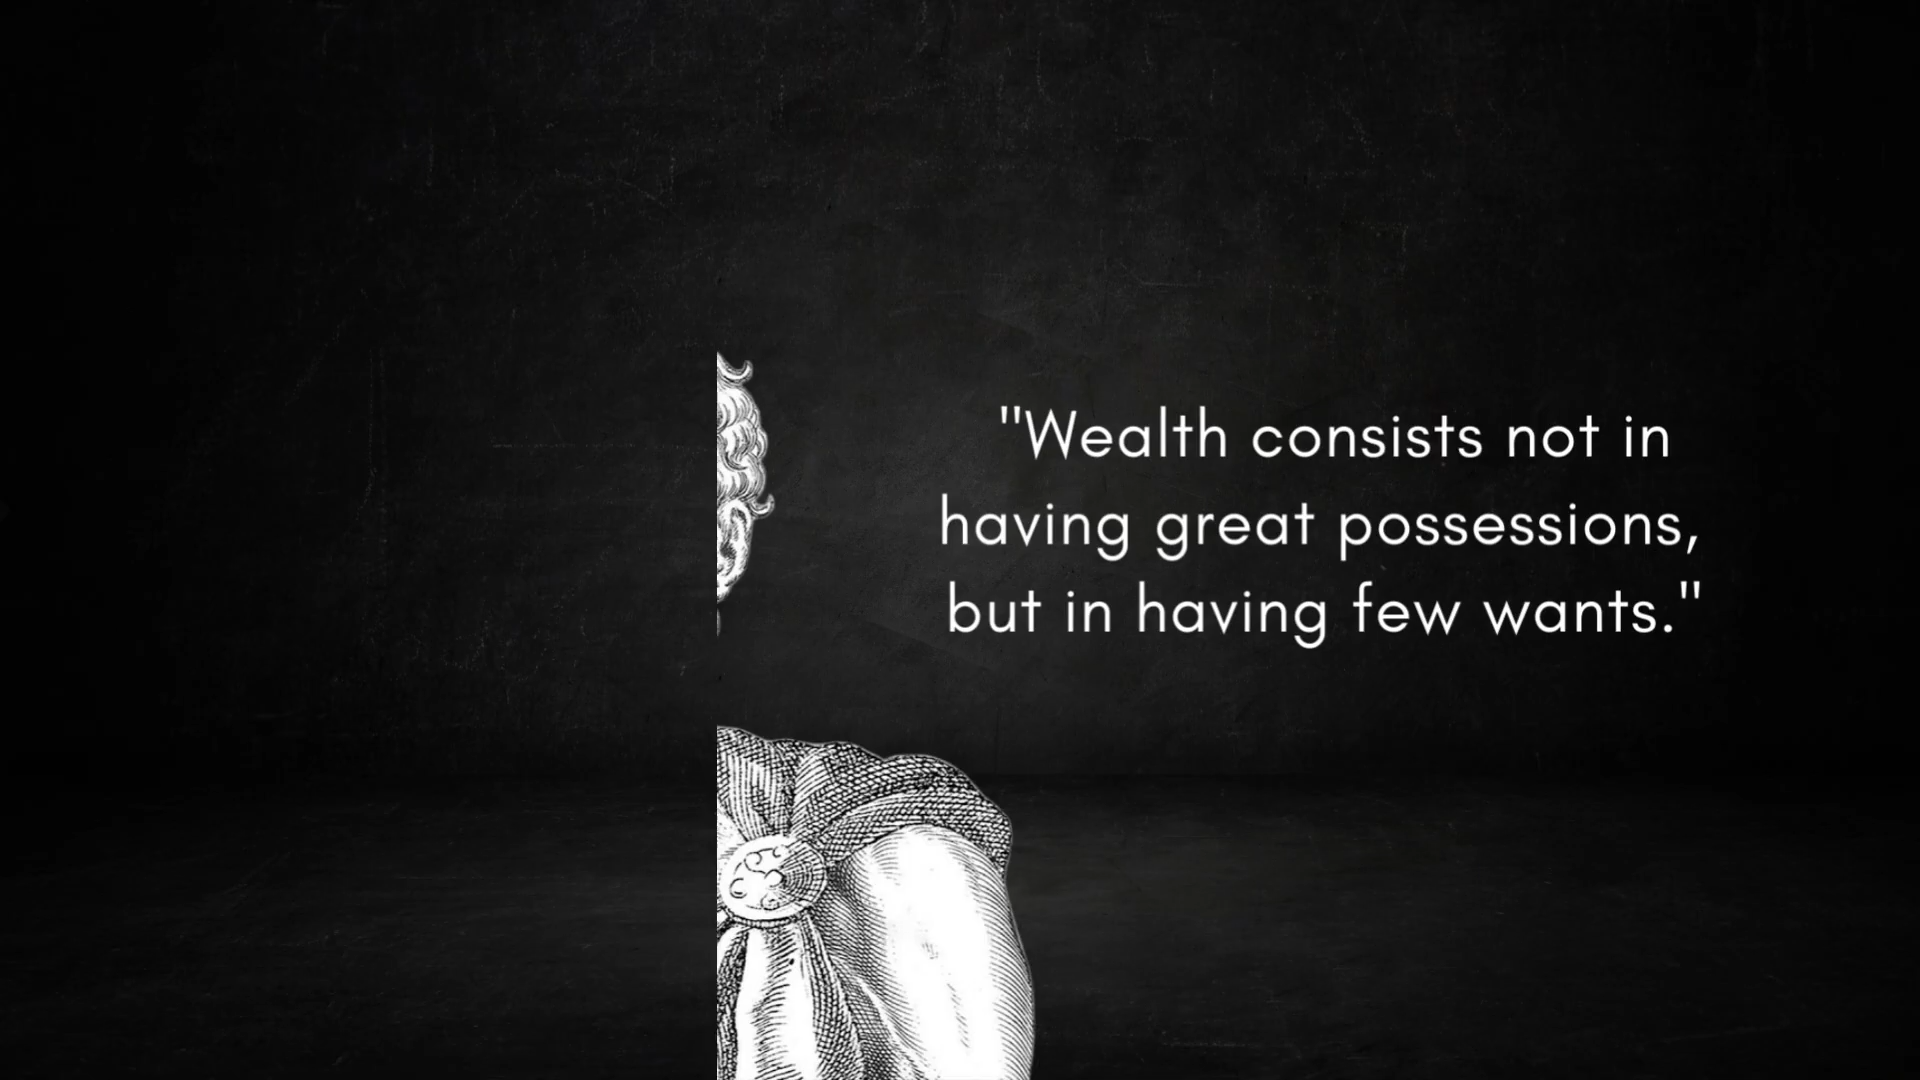 "Wealth consists not in
having great possessions,
but in having few wants."